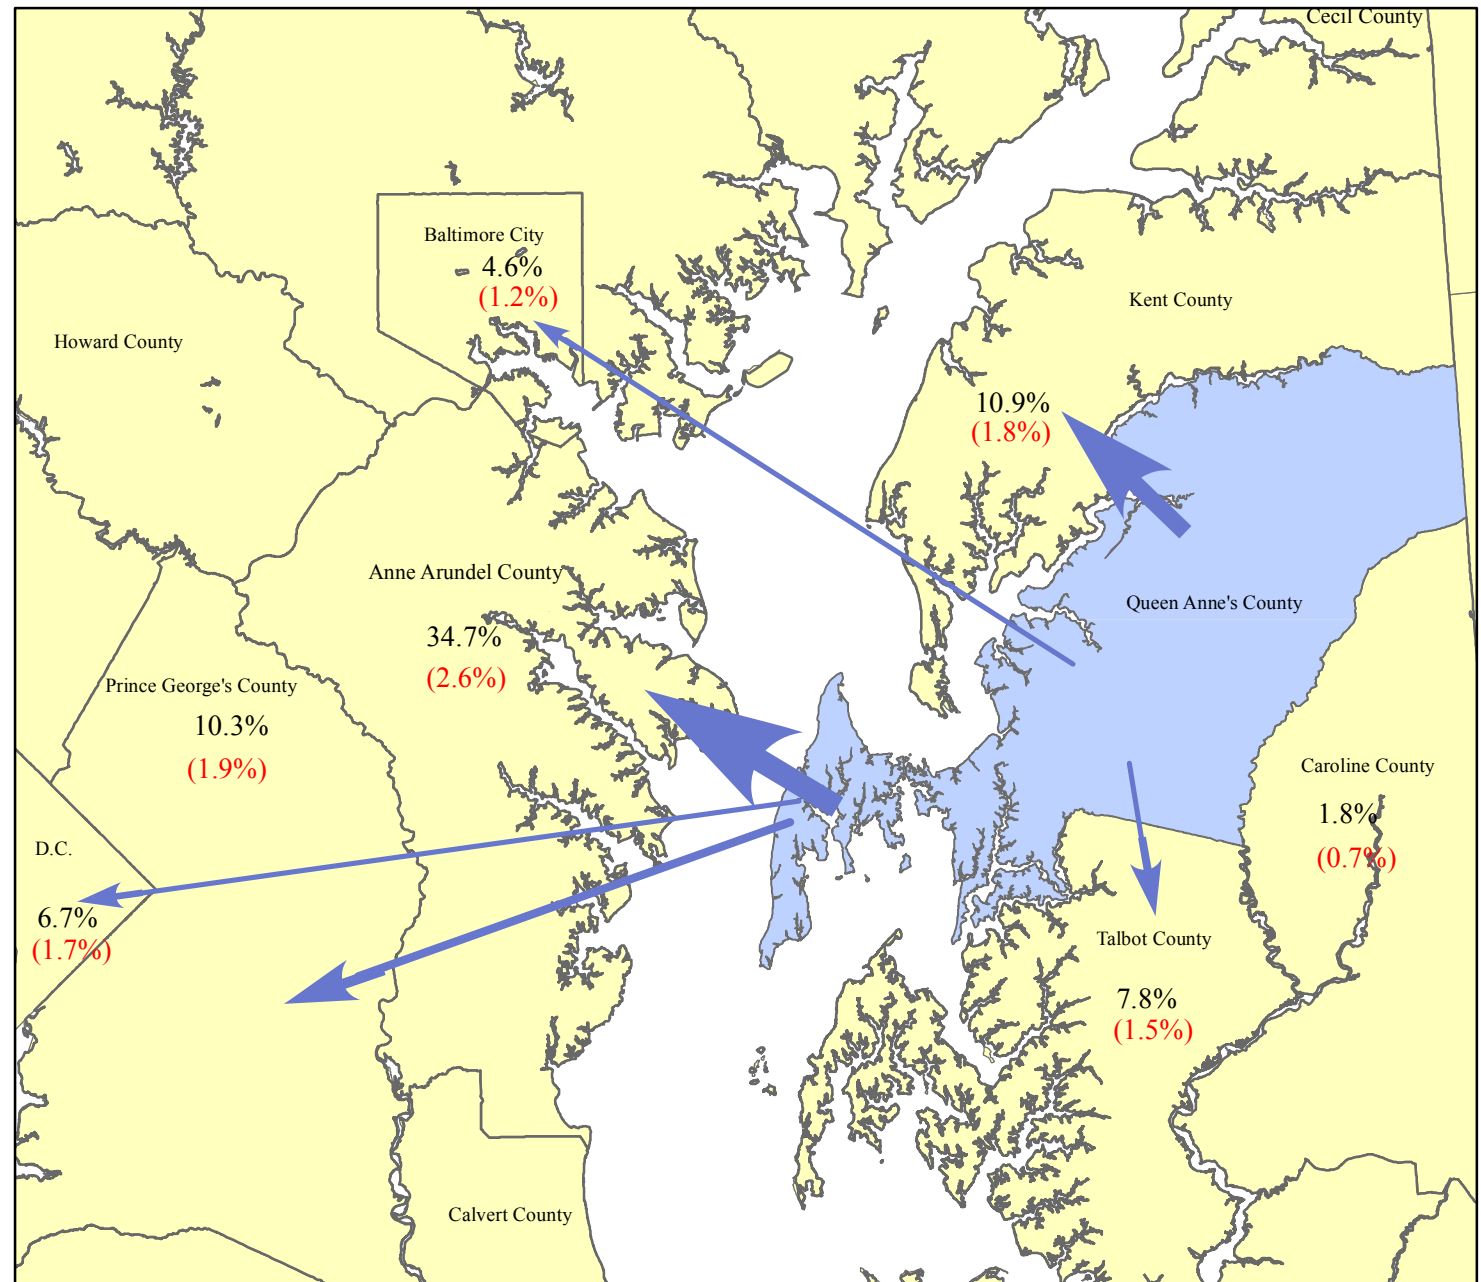 Cecil County
Baltimore City
4.6%
(1.2%)
Kent County
Howard County
10.9%
(1.8%)
Anne Arundel County
Queen Anne's County
34.7%
(2.6%)
Prince George's County
10.3%
(1.9%)
Caroline County
1.8%
(0.7%)
D.C.
6.7%
(1.7%)
Talbot County
7.8%
(1.5%)
Calvert County